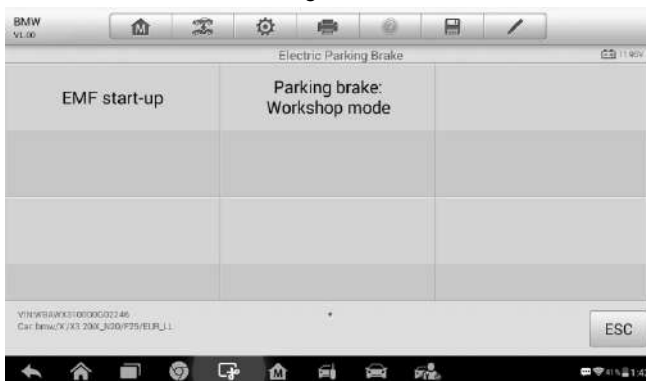 BMW
V1.00
Electric Parking Brake
EMF start-up
Parking brake:
Workshop mode
ESC